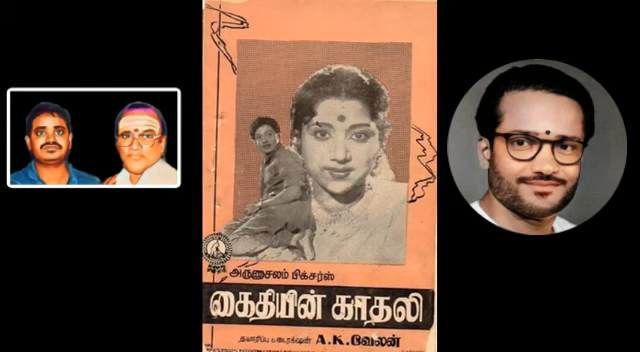 அருணாசலம் பிக்சர்ஸ்
கைதியின் காதலி
தயாரிப்பு டைரக்‌ஷன் A.K.வேலன்